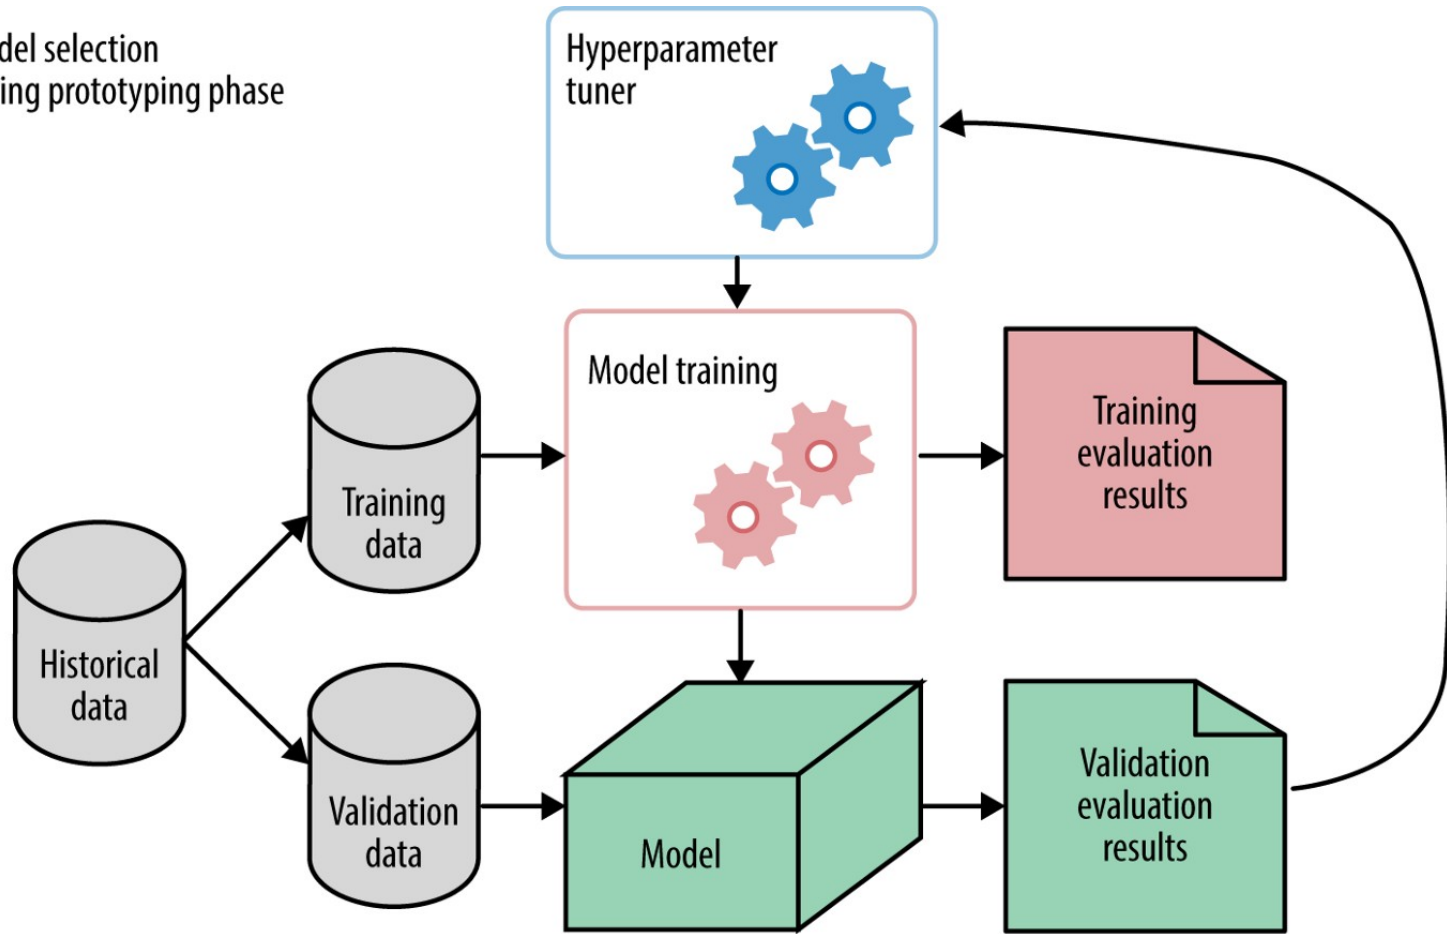 del selection
ing prototyping phase
Hyperparameter
tuner
Model training
Training
evaluation
results
Training
data
Historical
data
Validation
data
Model
Validation
evaluation
results